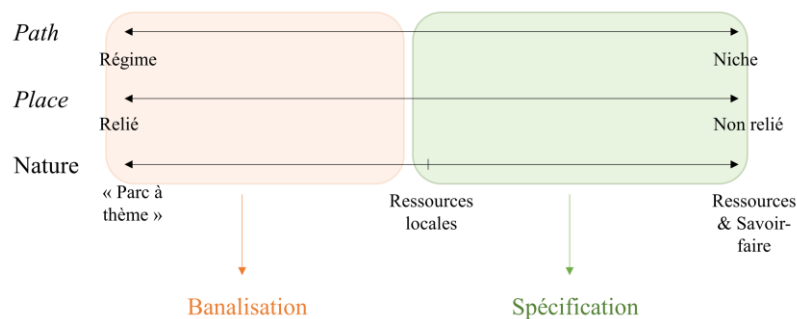 Path
Régime
Niche
Place
Relié
Non relié
Nature
« Parc à
thème »
Ressources
locales
Ressources
& Savoir-
faire
Banalisation
Spécification